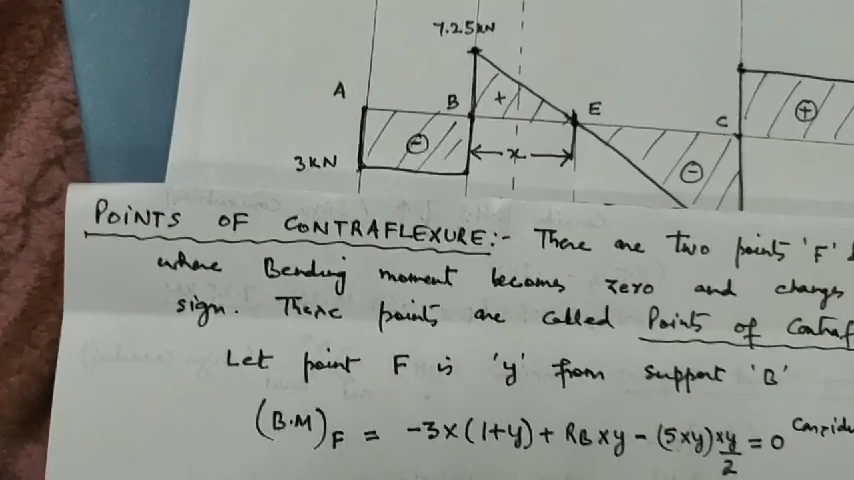 7.25kN
A
B
+
E
C
+
-
x
-
3kN
POINTS OF CONTRAFLEXURE:- There are two points 'F'
where Bending moment becomes zero and changes
sign. These points are called Points of Contraf
Let point F is 'y' from support 'B'
(B.M)F = -3×(1+y) + RB×y - (5×y)×y/2 = 0 Conside